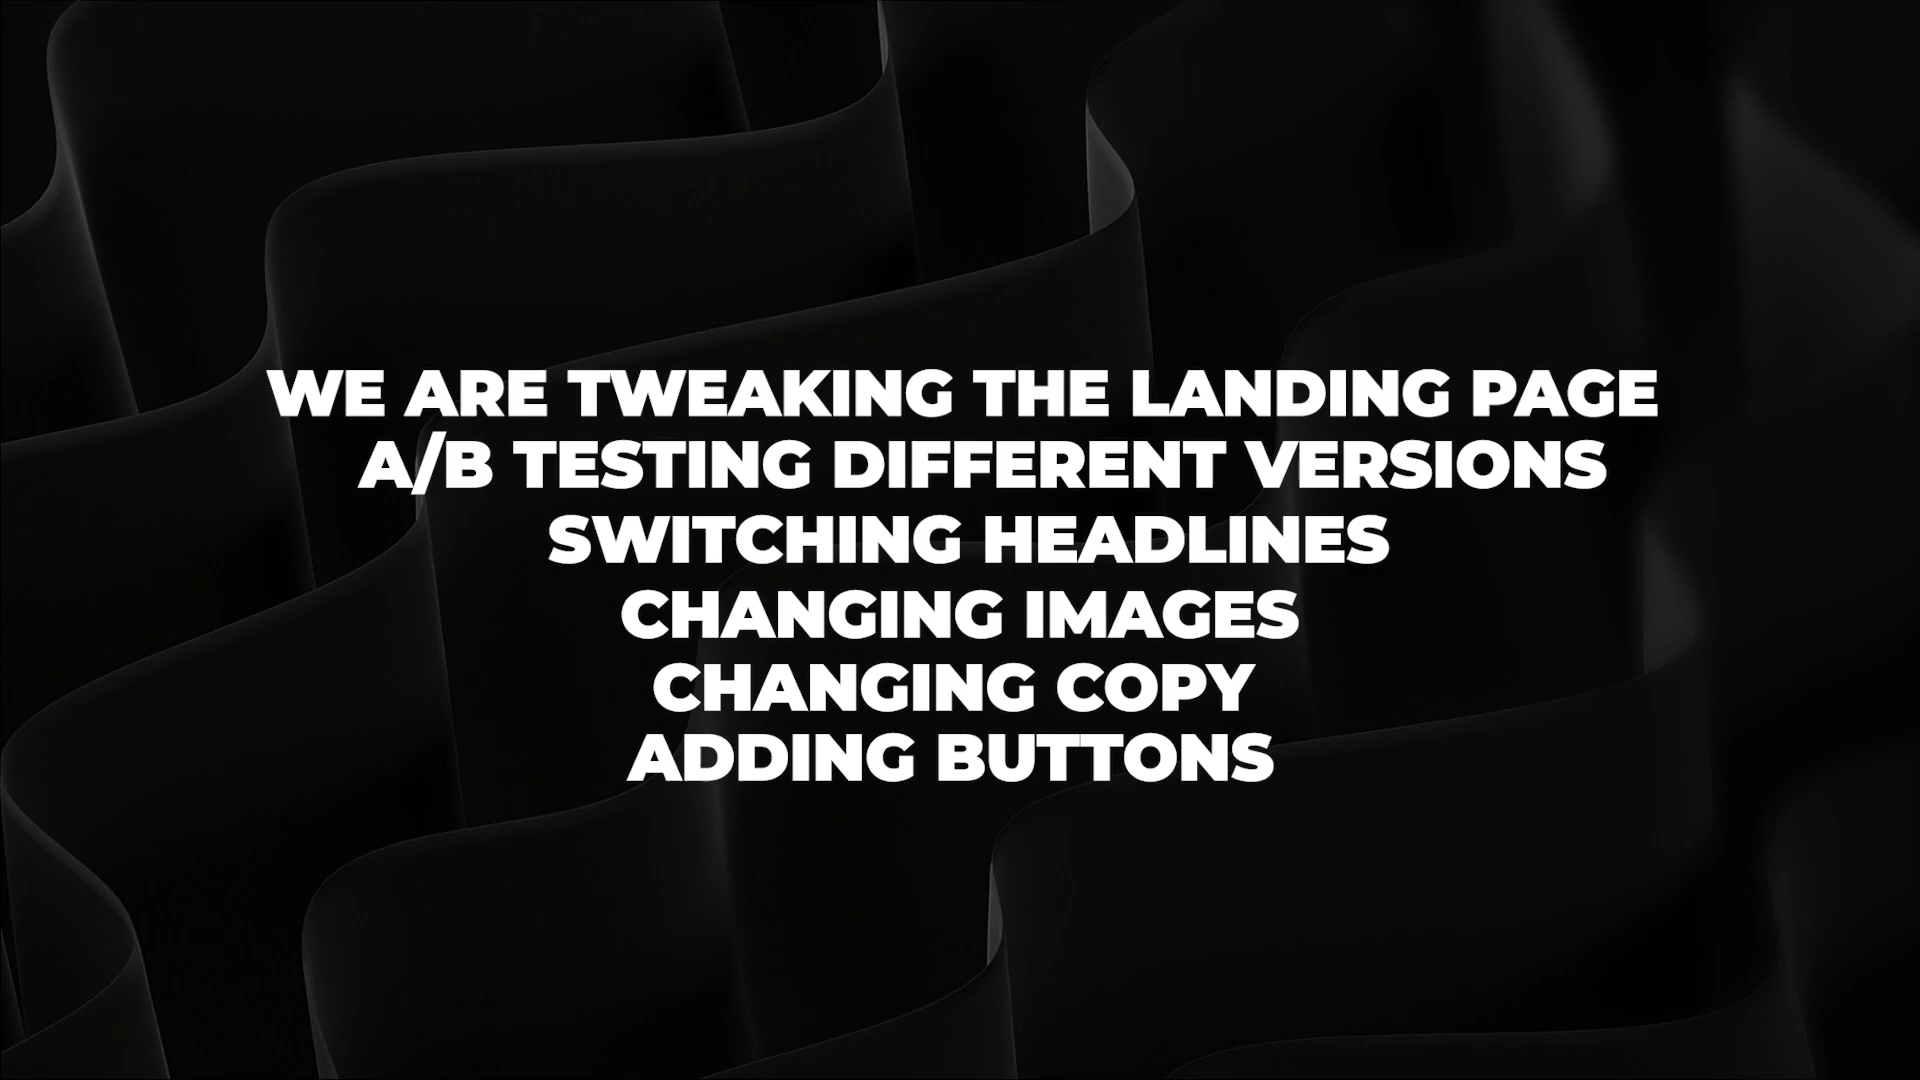 WE ARE TWEAKING THE LANDING PAGE
A/B TESTING DIFFERENT VERSIONS
SWITCHING HEADLINES
CHANGING IMAGES
CHANGING COPY
ADDING BUTTONS